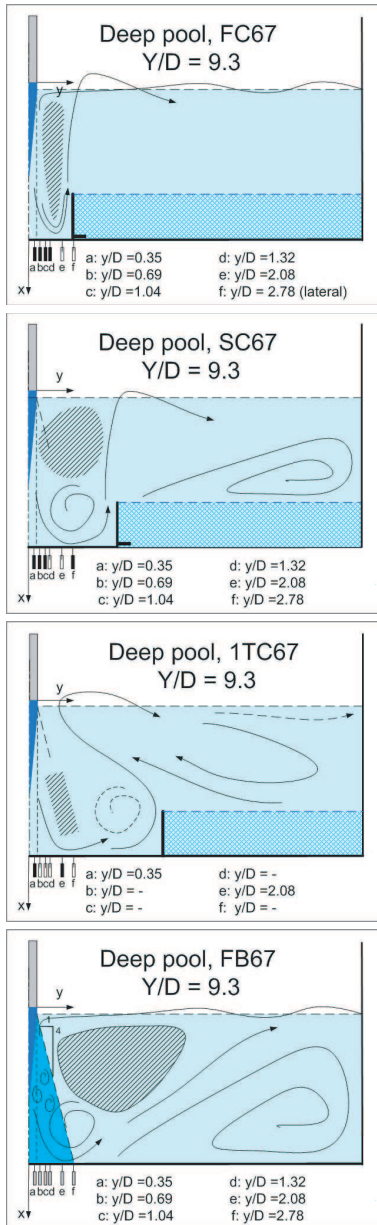 Deep pool, FC67
Y/D = 9.3
y
a b c d e f
x
a: y/D =0.35 d: y/D =1.32
b: y/D =0.69 e: y/D =2.08
c: y/D =1.04 f: y/D = 2.78 (lateral)
Deep pool, SC67
Y/D = 9.3
y
a b c d e f
x
a: y/D =0.35 d: y/D =1.32
b: y/D =0.69 e: y/D =2.08
c: y/D =1.04 f: y/D =2.78
Deep pool, 1TC67
Y/D = 9.3
y
a b c d e f
x
a: y/D =0.35 d: y/D = -
b: y/D = - e: y/D =2.08
c: y/D = - f: y/D = -
Deep pool, FB67
Y/D = 9.3
y
1
4
a b c d e f
x
a: y/D =0.35 d: y/D =1.32
b: y/D =0.69 e: y/D =2.08
c: y/D =1.04 f: y/D =2.78